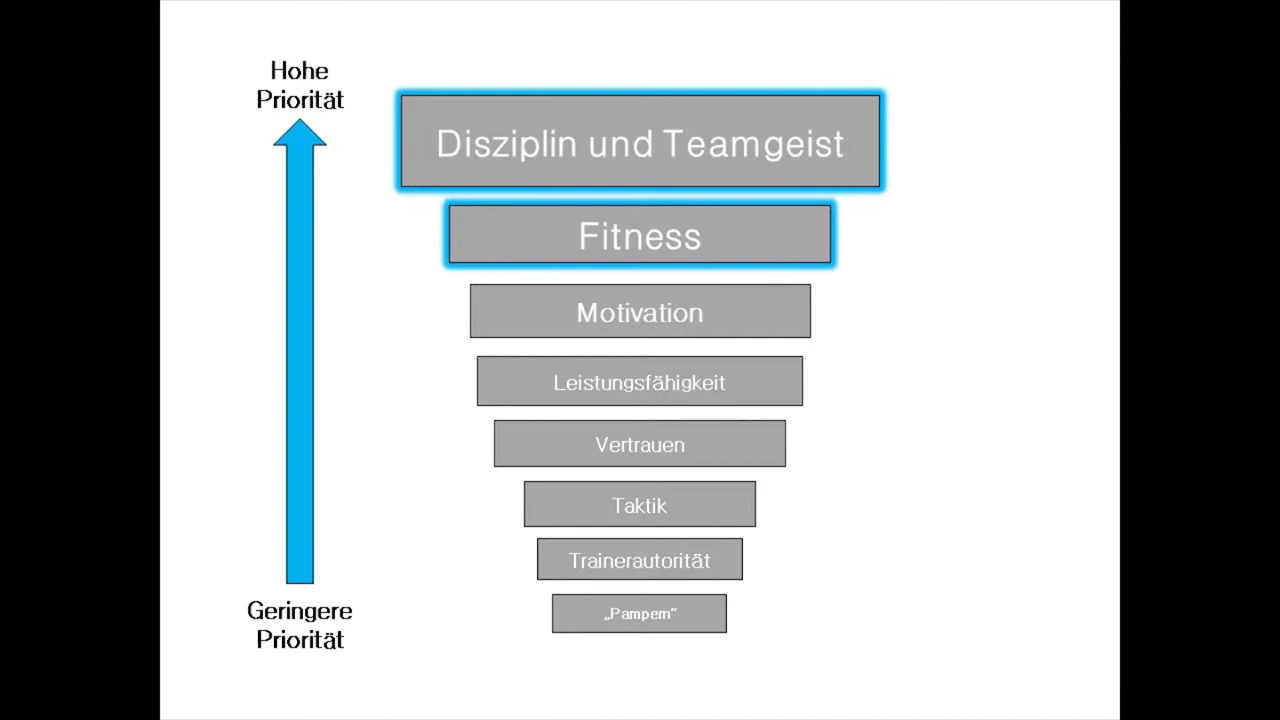 Hohe
Priorität
Disziplin und Teamgeist
Fitness
Motivation
Leistungsfähigkeit
Vertrauen
Taktik
Trainerautorität
„Pampern”
Geringere
Priorität